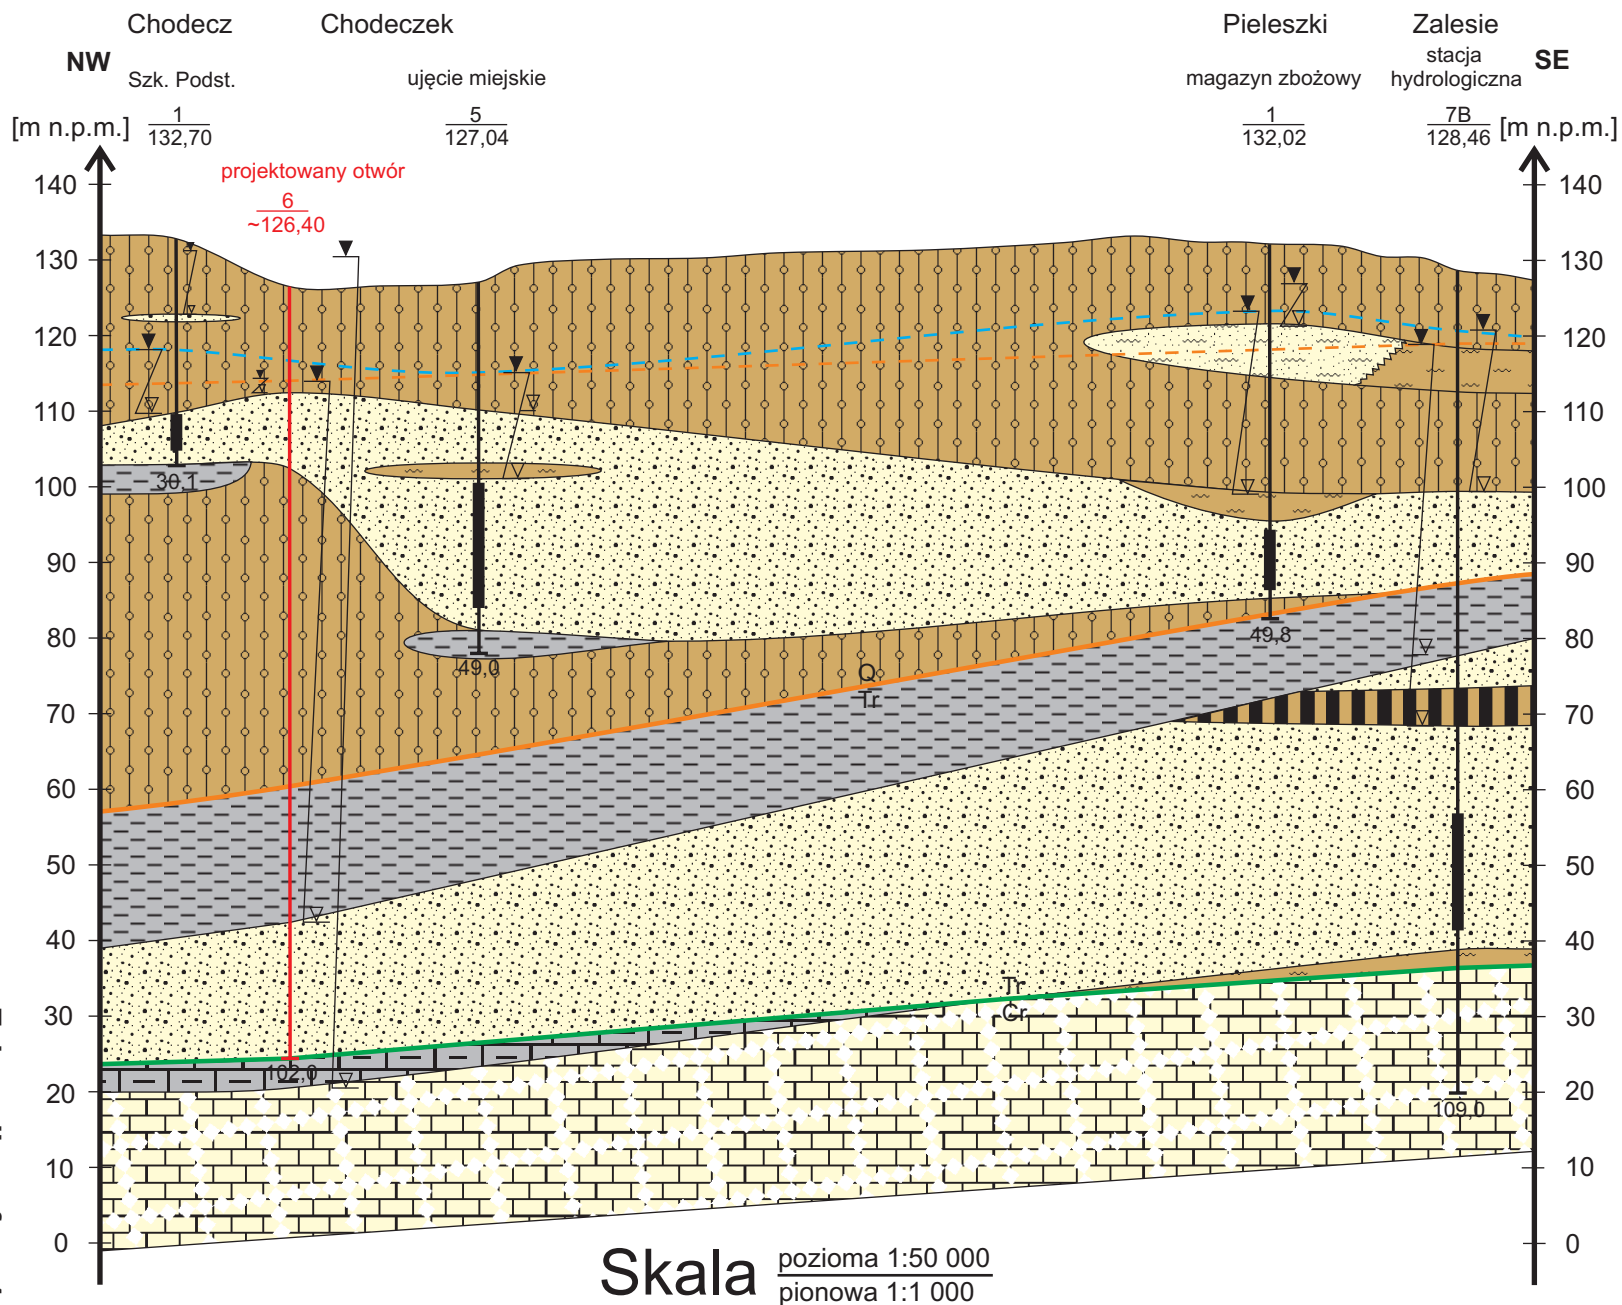 Chodecz Chodeczek Pieleszki Zalesie
NW Szk. Podst. ujęcie miejskie magazyn zbożowy stacja hydrologiczna SE
[m n.p.m.] 1 5 1 7B [m n.p.m.]
132,70 127,04 132,02 128,46
projektowany otwór
6
~126,40
140 140
130 130
120 120
110 110
100 100
30,1
90 90
80 80
49,0 49,8
Q
Tr
70 70
60 60
50 50
40 40
Tr
Cr
30 30
102,0
20 20
109,0
10 10
0 0
Skala pozioma 1:50 000
pionowa 1:1 000